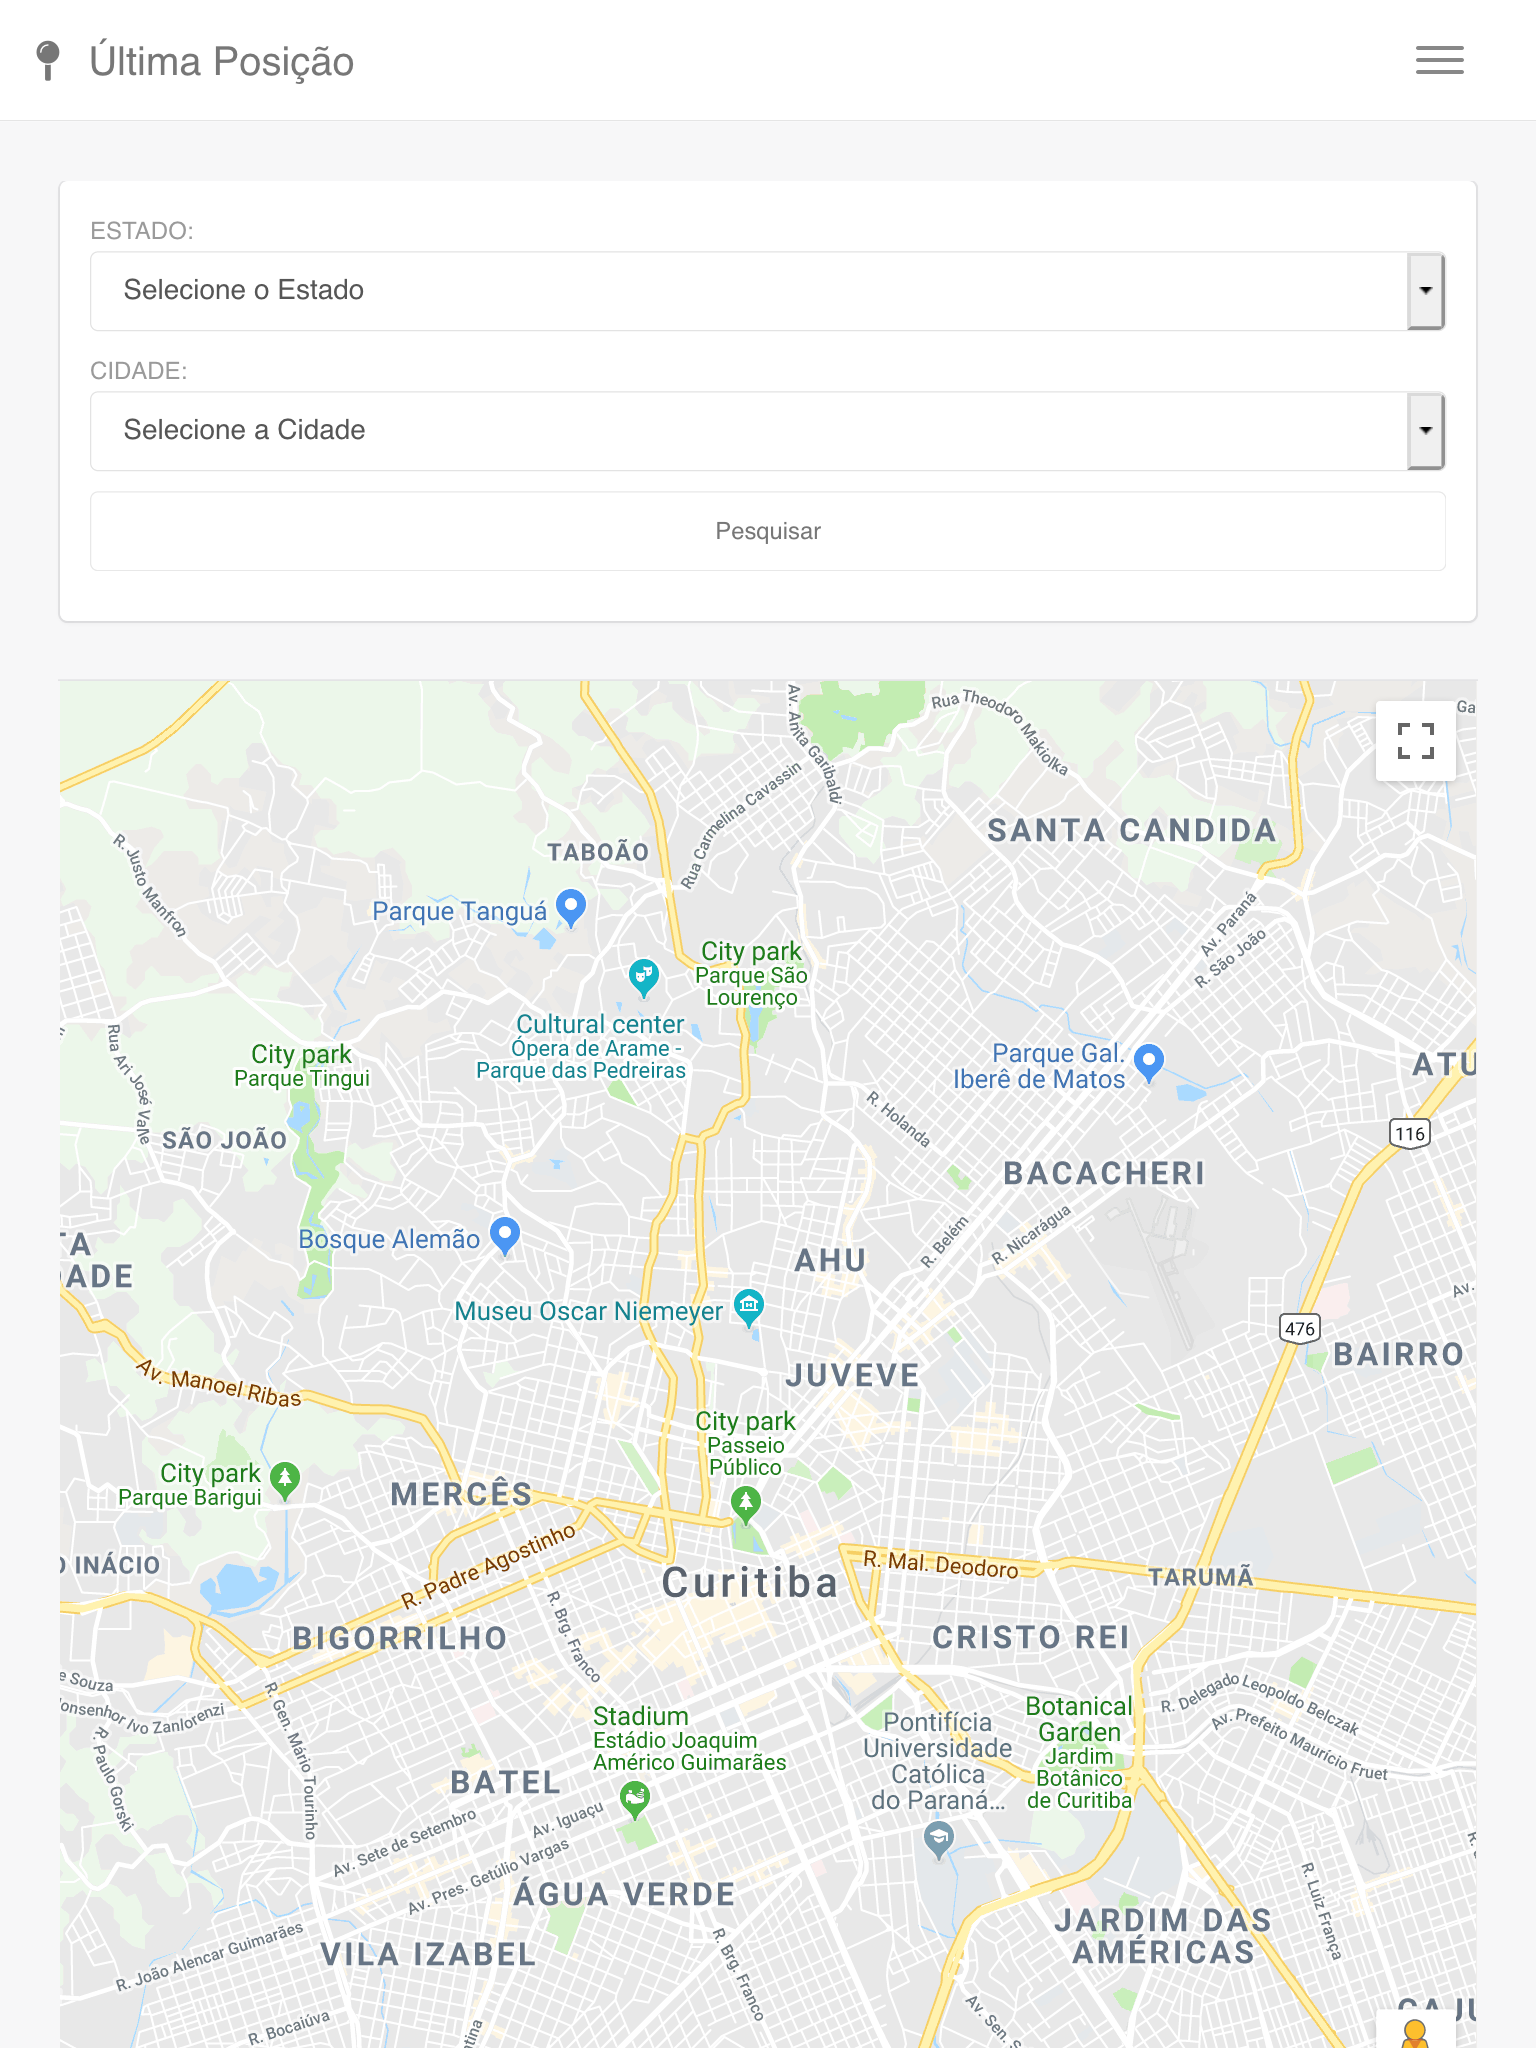 Última Posição
ESTADO:
Selecione o Estado
CIDADE:
Selecione a Cidade
Pesquisar
Av. Anita Garibaldi
Rua Theodoro Makiolka
Ga
Rua Carmelina Cavassin
SANTA CANDIDA
R. Justo Manfron
TABOÃO
Parque Tanguá
Av. Paraná
R. São João
City park
Parque São
Lourenço
Cultural center
Ópera de Arame -
Parque das Pedreiras
Rua Ari José Valle
City park
Parque Tingui
Parque Gal.
Iberê de Matos
ATU
R. Holanda
116
SÃO JOÃO
BACACHERI
R. Belém
R. Nicarágua
Bosque Alemão
TA
DADE
AHU
Av.
Museu Oscar Niemeyer
476
BAIRRO
Av. Manoel Ribas
JUVEVE
City park
Passeio
Público
City park
Parque Barigui
MERCÊS
R. Padre Agostinho
O INÁCIO
R. Mal. Deodoro
TARUMÃ
Curitiba
R. Brg. Franco
BIGORRILHO
CRISTO REI
e Souza
onsenhor Ivo Zanlorenzi
R. Gen. Mário Tourinho
R. Paulo Gorski
R. Delegado Leopoldo Belczak
Av. Prefeito Maurício Fruet
Stadium
Estádio Joaquim
Américo Guimarães
Pontifícia
Universidade
Católica
do Paraná...
Botanical
Garden
Jardim
Botânico
de Curitiba
BATEL
Av. Sete de Setembro
Av. Iguaçu
Av. Pres. Getúlio Vargas
ÁGUA VERDE
R. Luiz França
JARDIM DAS
AMÉRICAS
R. João Alencar Guimarães
VILA IZABEL
R. Brg. Franco
R. Bocaiúva
ntina
Av. Sen. S
CAJU